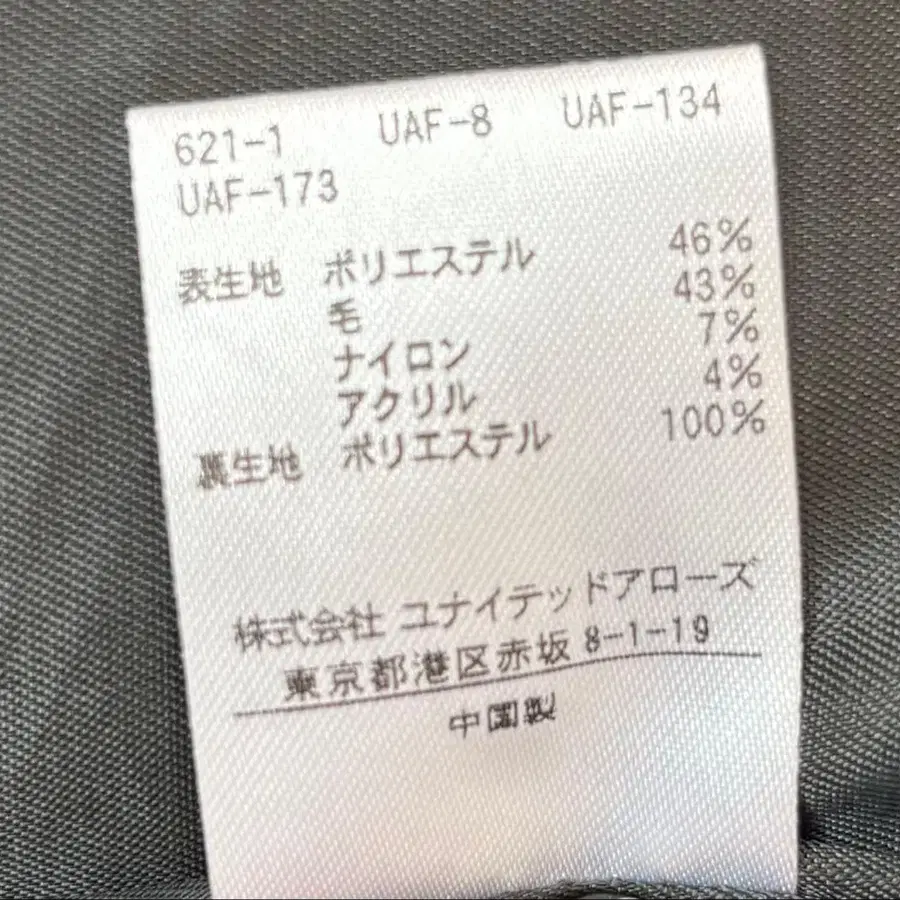 621-1 UAF-8 UAF-134
UAF-173
表生地 ポリエステル 46%
毛 43%
ナイロン 7%
アクリル 4%
裏生地 ポリエステル 100%
株式会社 ユナイテッドアローズ
東京都港区赤坂 8-1-19
中国製